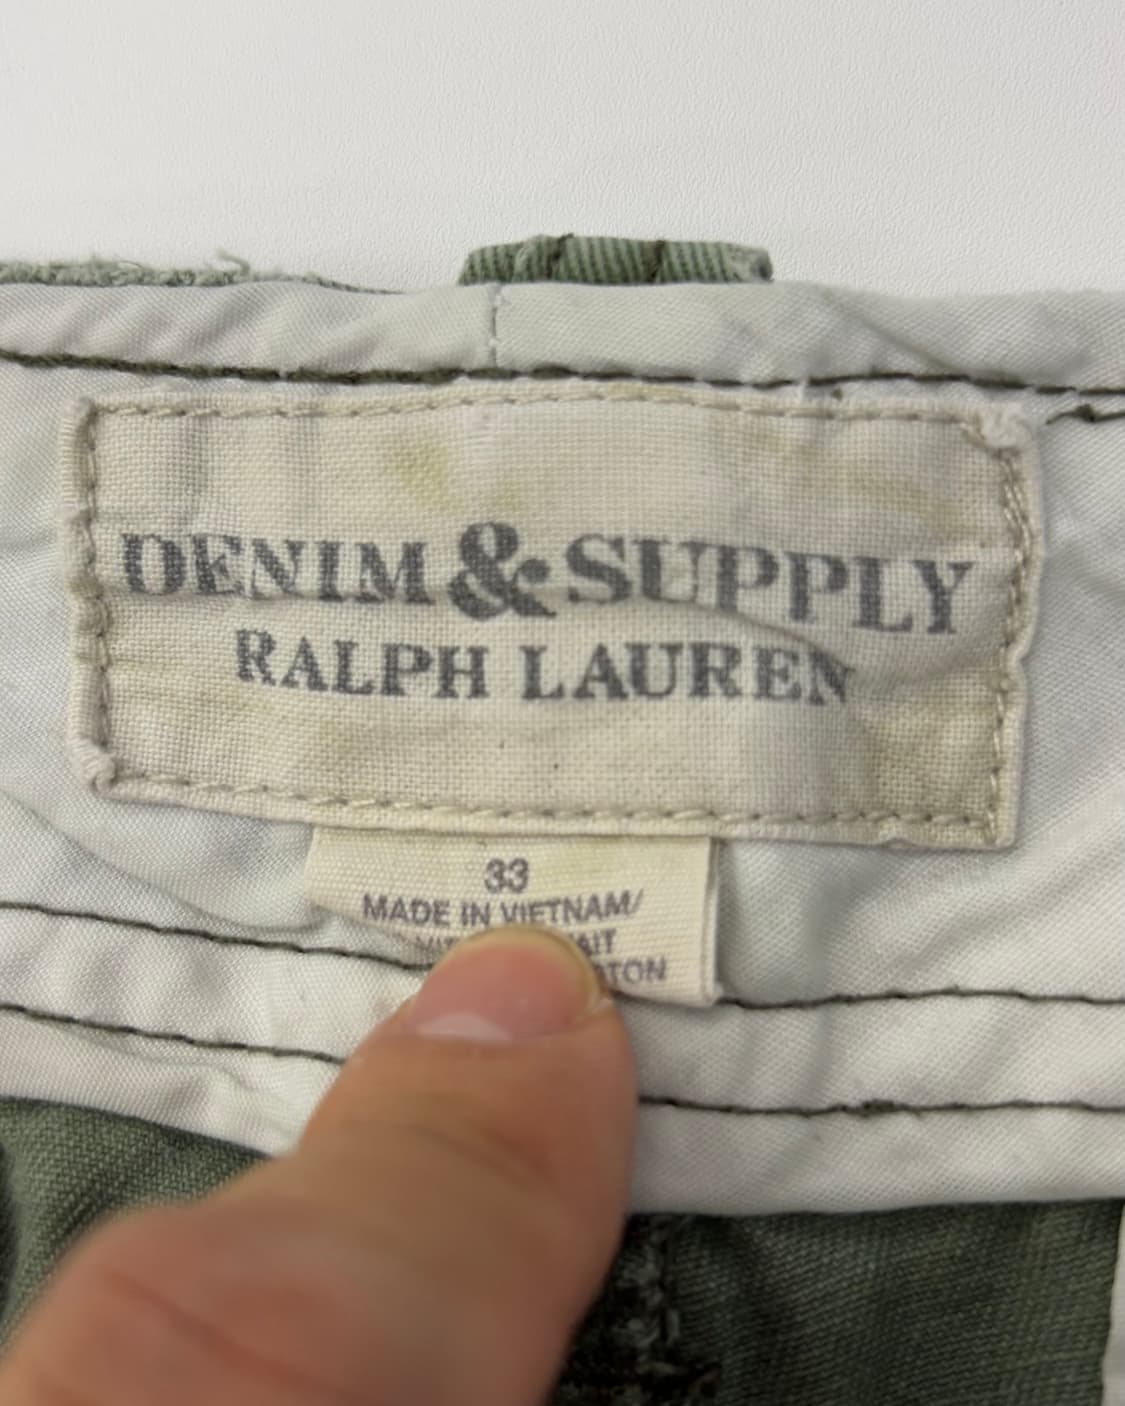 DENIM & SUPPLY
RALPH LAUREN
33
MADE IN VIETNAM/